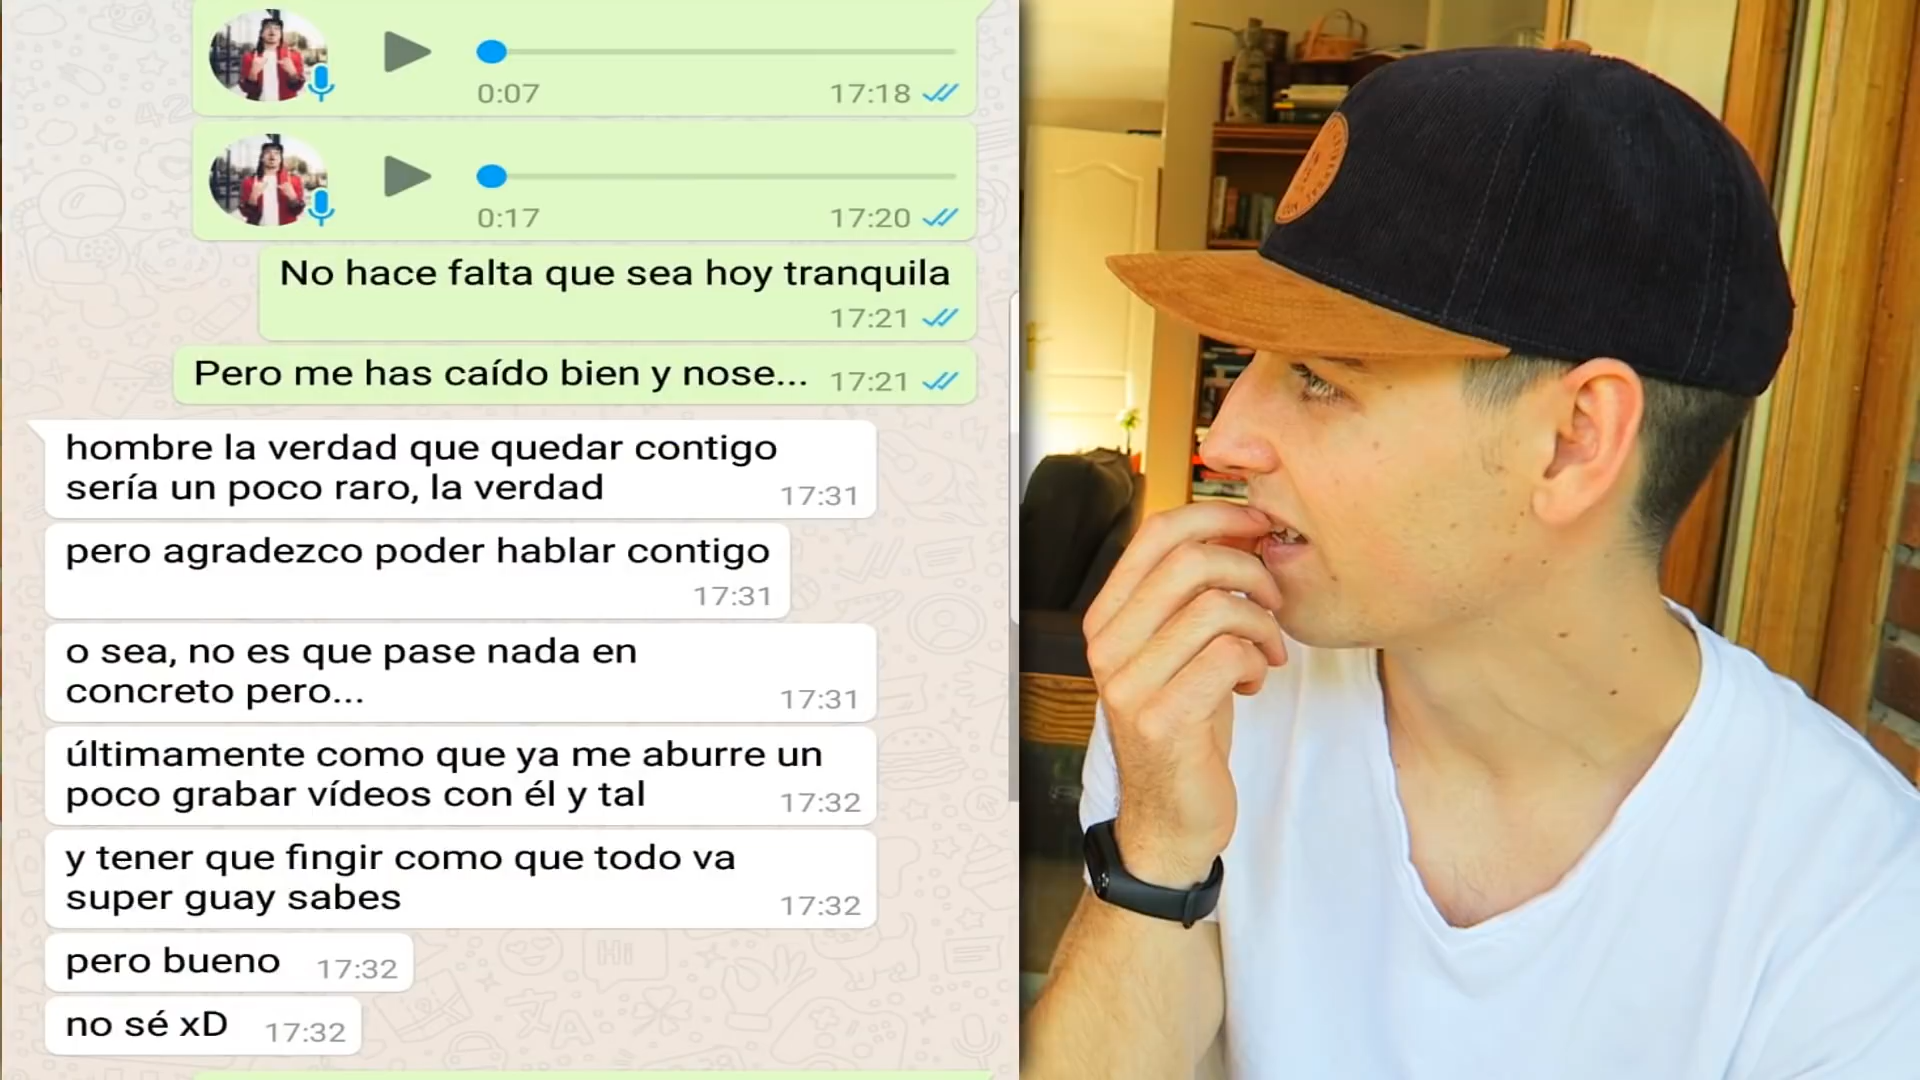 0:07 17:18
0:17 17:20
No hace falta que sea hoy tranquila
17:21
Pero me has caído bien y nose... 17:21
hombre la verdad que quedar contigo
sería un poco raro, la verdad 17:31
pero agradezco poder hablar contigo
17:31
o sea, no es que pase nada en
concreto pero... 17:31
últimamente como que ya me aburre un
poco grabar vídeos con él y tal 17:32
y tener que fingir como que todo va
super guay sabes 17:32
pero bueno 17:32
no sé xD 17:32